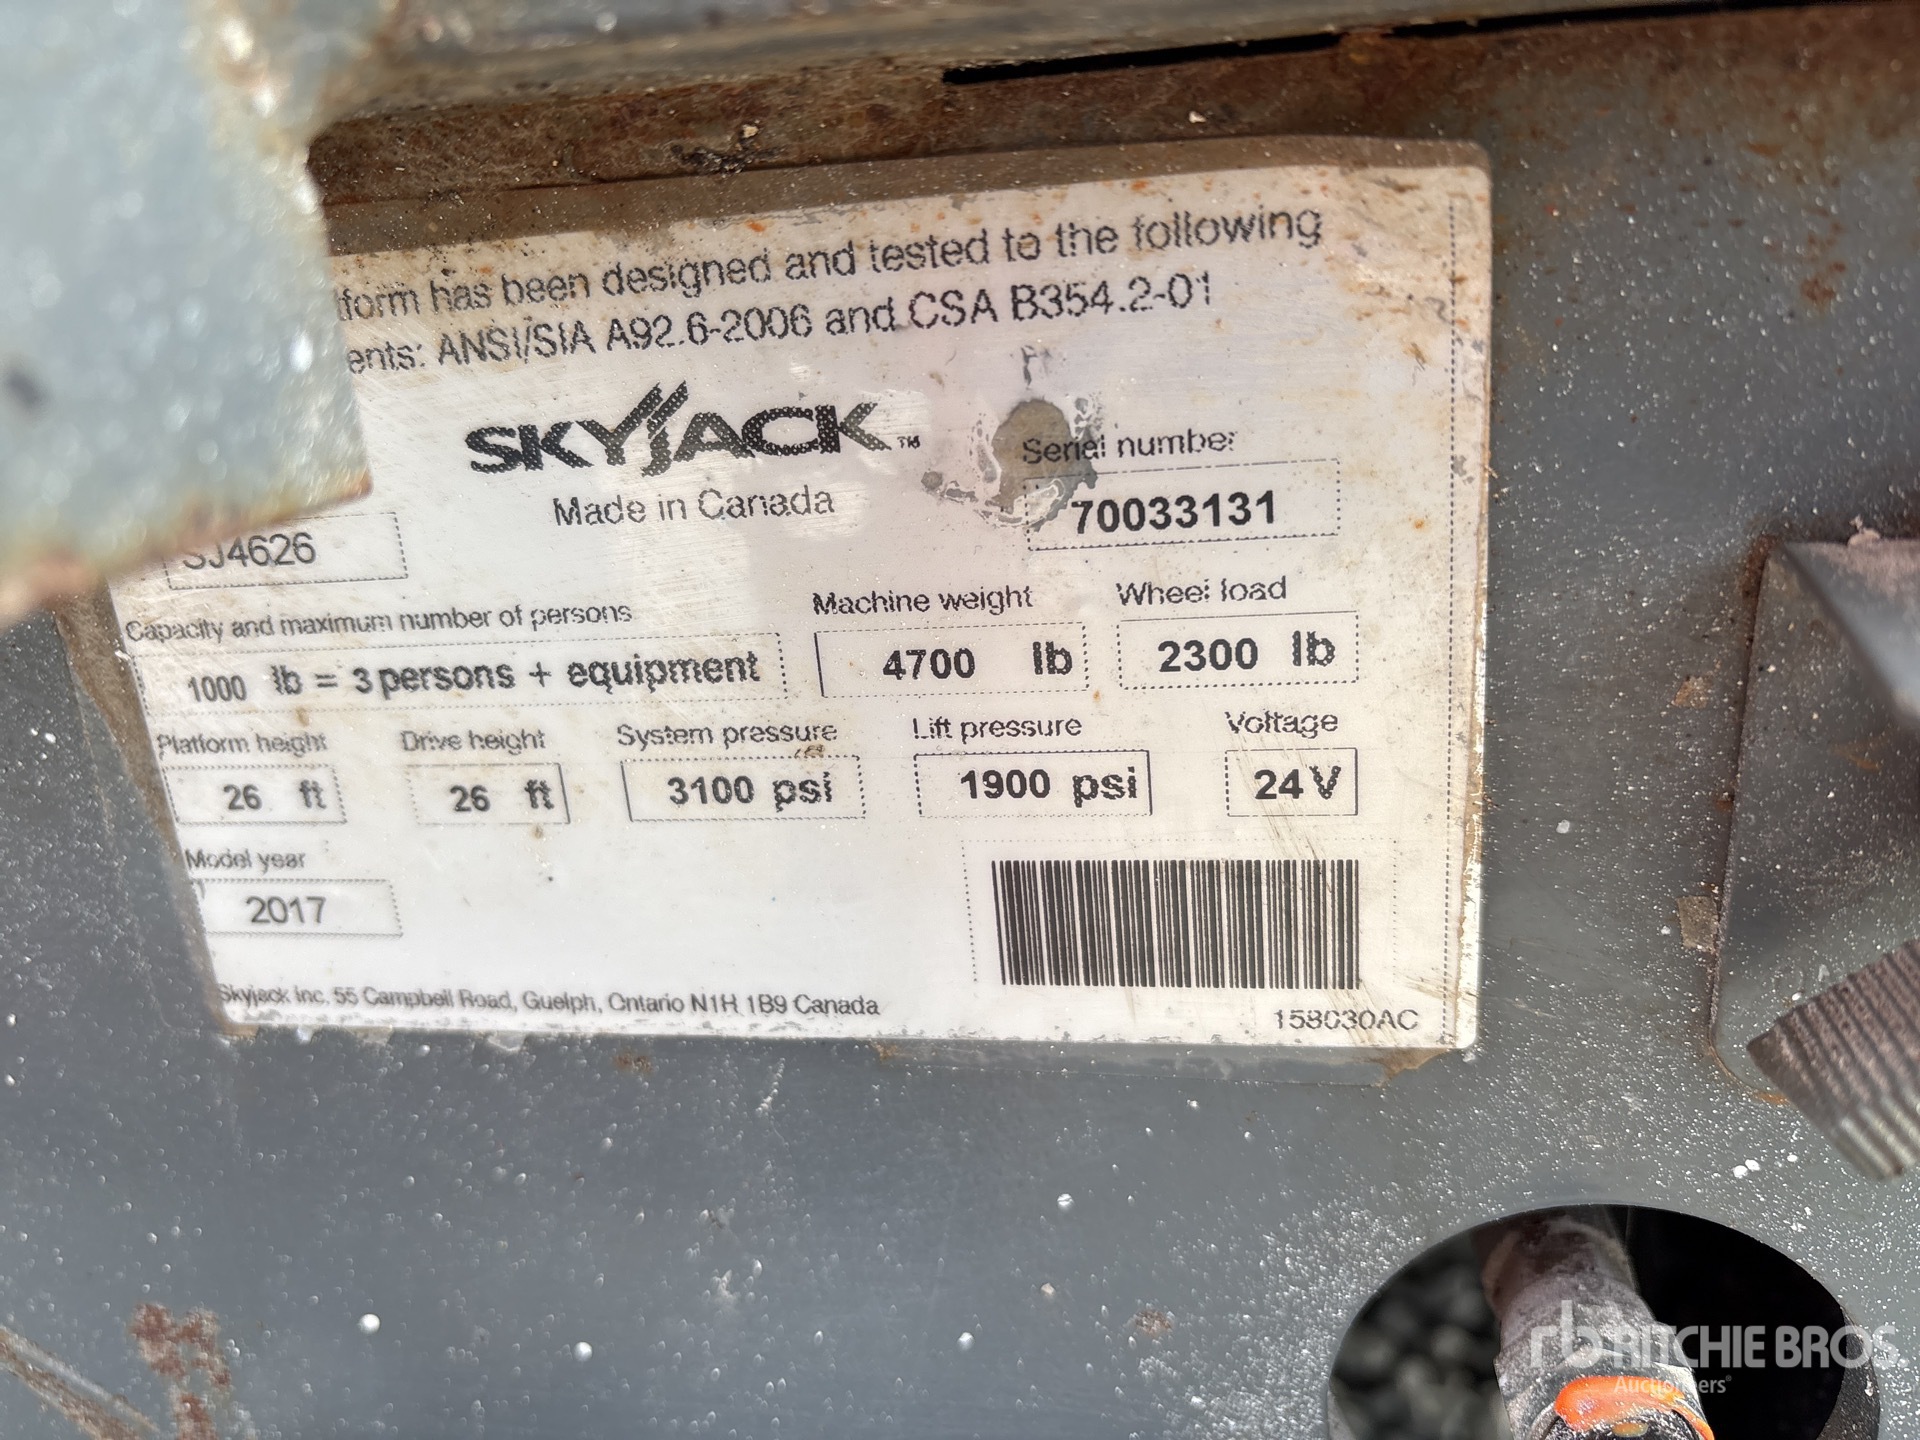 tform has been designed and tested to the following
ents: ANSI/SIA A92.6-2006 and CSA B354.2-01
SKYJACK™
Made in Canada
Serial number
70033131
SJ4626
Capacity and maximum number of persons
1000 lb = 3 persons + equipment
Machine weight
4700 lb
Wheel load
2300 lb
Platform height
26 ft
Drive height
26 ft
System pressure
3100 psi
Lift pressure
1900 psi
Voltage
24 V
Model year
2017
Skyjack Inc. 55 Campbell Road, Guelph, Ontario N1H 1B9 Canada
158030AC
rb RITCHIE BROS
Auctioneers®